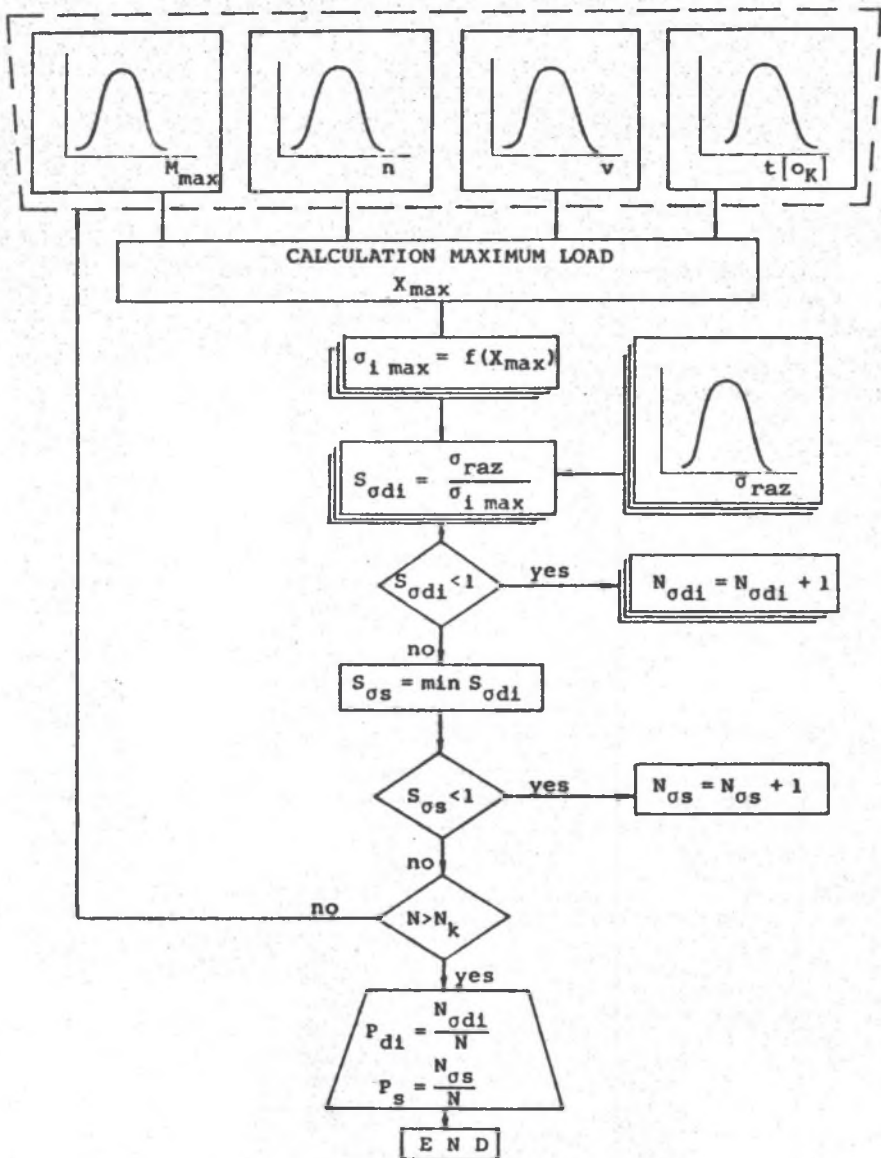 M_max
n
v
t[o_K]
CALCULATION MAXIMUM LOAD
X_max
σ_i max = f(X_max)
S_σdi = σ_raz / σ_i max
σ_raz
S_σdi<1
yes
N_σdi = N_σdi + 1
no
S_σs = min S_σdi
S_σs<1
yes
N_σs = N_σs + 1
no
N>N_k
no
yes
P_di = N_σdi / N
P_s = N_σs / N
E N D